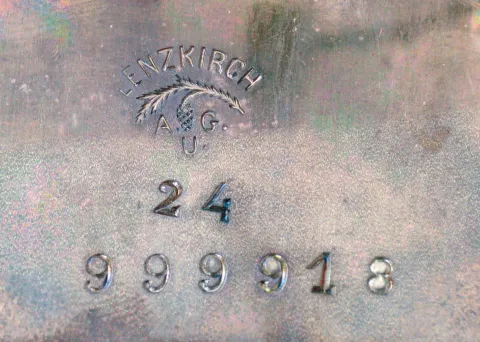 LENZKIRCH
A. G.
U.
24
999918